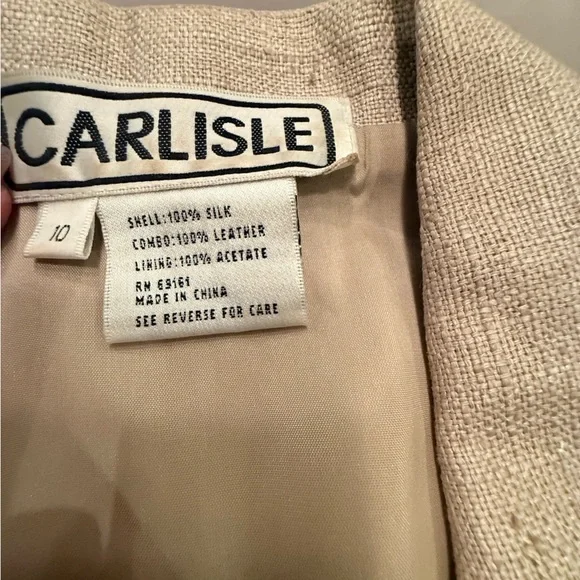 CARLISLE
10
SHELL:100% SILK
COMBO:100% LEATHER
LINING:100% ACETATE
RN 69161
MADE IN CHINA
SEE REVERSE FOR CARE